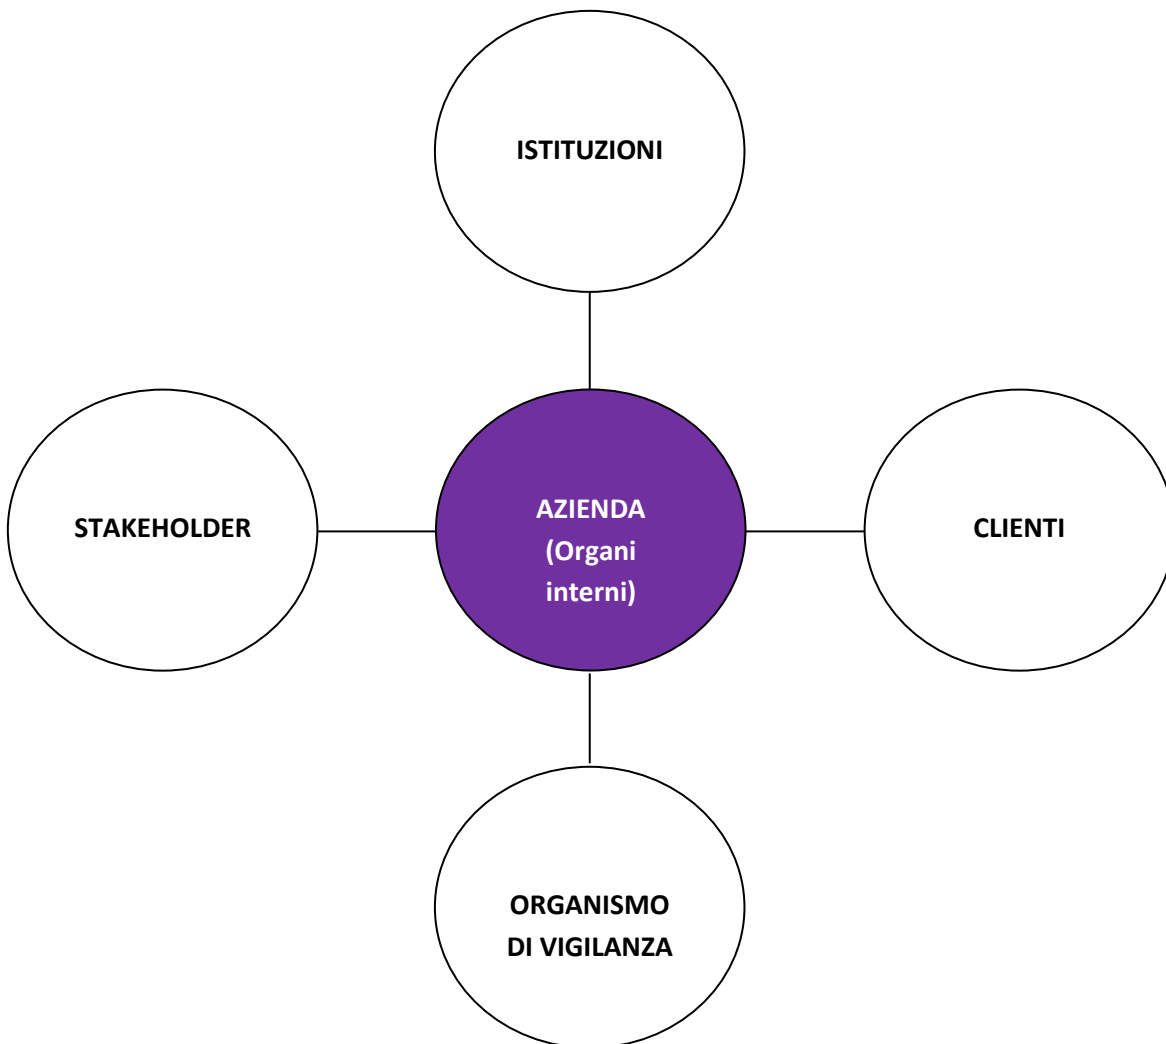 ISTITUZIONI
STAKEHOLDER
AZIENDA
(Organi
interni)
CLIENTI
ORGANISMO
DI VIGILANZA